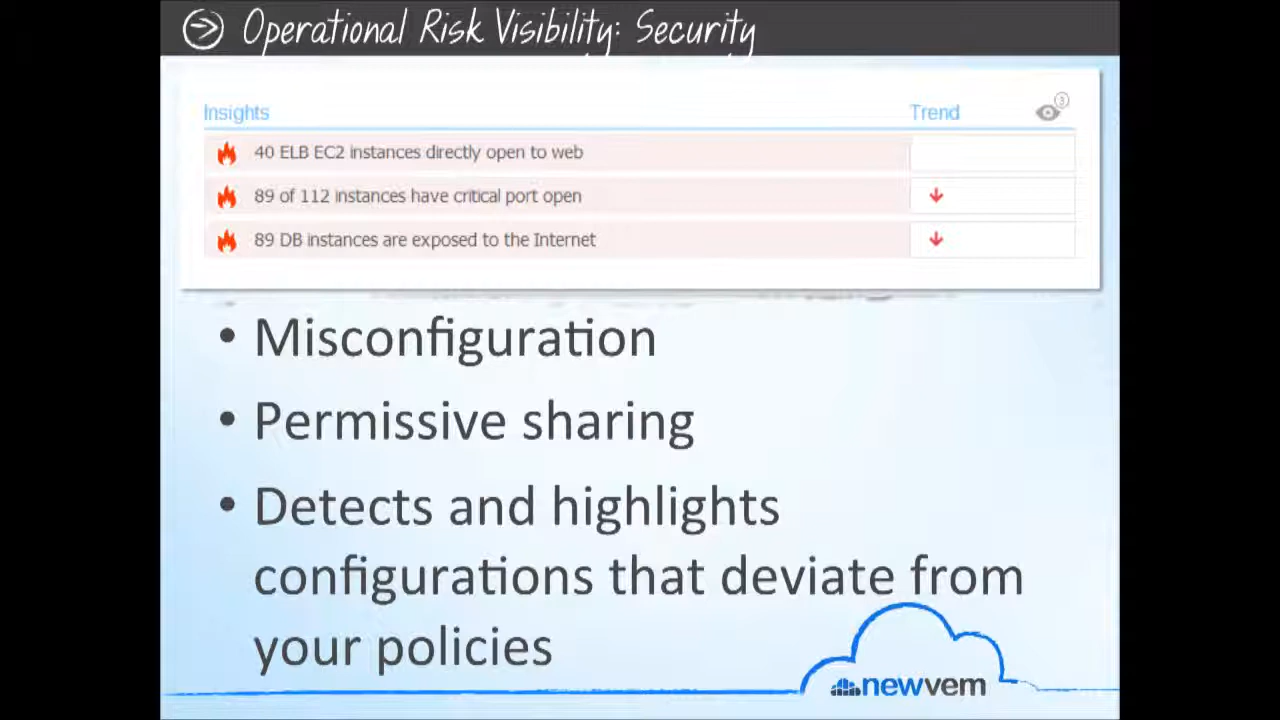 Operational Risk Visibility: Security
Insights Trend 3
40 ELB EC2 instances directly open to web
89 of 112 instances have critical port open
89 DB instances are exposed to the Internet
• Misconfiguration
• Permissive sharing
• Detects and highlights
configurations that deviate from
your policies
newvem